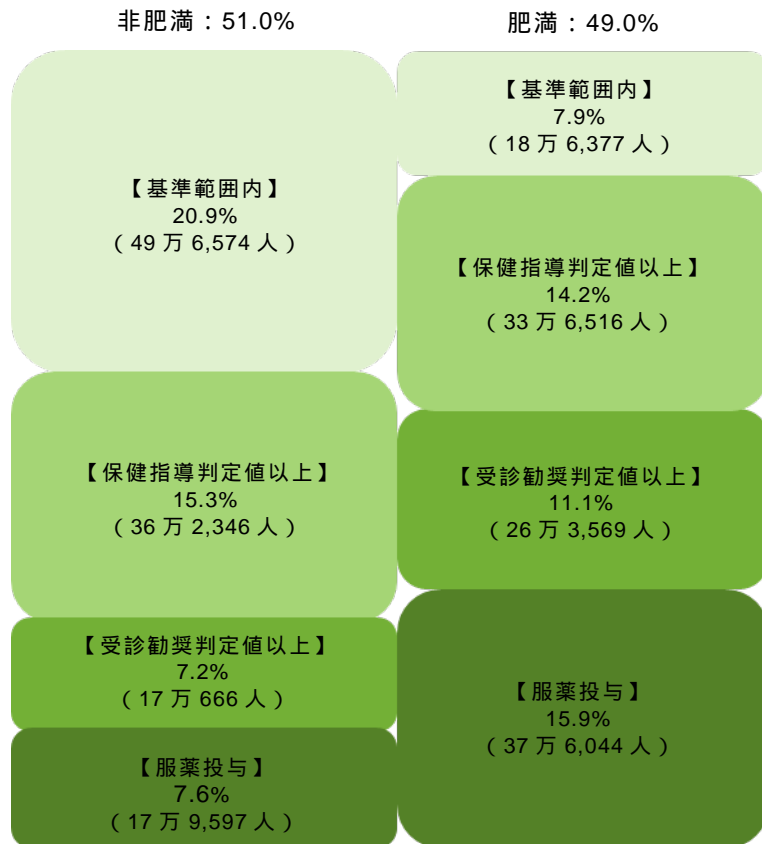 非肥満：51.0%
【基準範囲内】
20.9%
（49 万 6,574 人）
【保健指導判定値以上】
15.3%
（36 万 2,346 人）
【受診勧奨判定値以上】
7.2%
（17 万 666 人）
【服薬投与】
7.6%
（17 万 9,597 人）
肥満：49.0%
【基準範囲内】
7.9%
（18 万 6,377 人）
【保健指導判定値以上】
14.2%
（33 万 6,516 人）
【受診勧奨判定値以上】
11.1%
（26 万 3,569 人）
【服薬投与】
15.9%
（37 万 6,044 人）